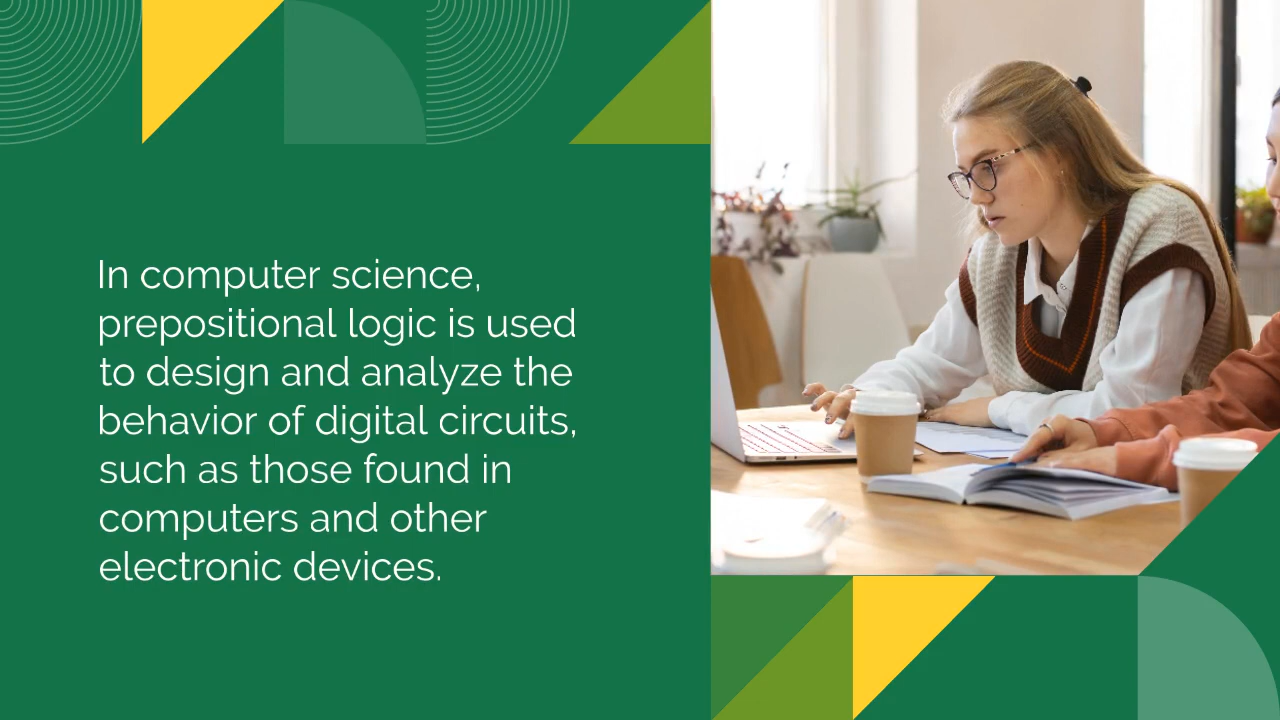 In computer science,
prepositional logic is used
to design and analyze the
behavior of digital circuits,
such as those found in
computers and other
electronic devices.